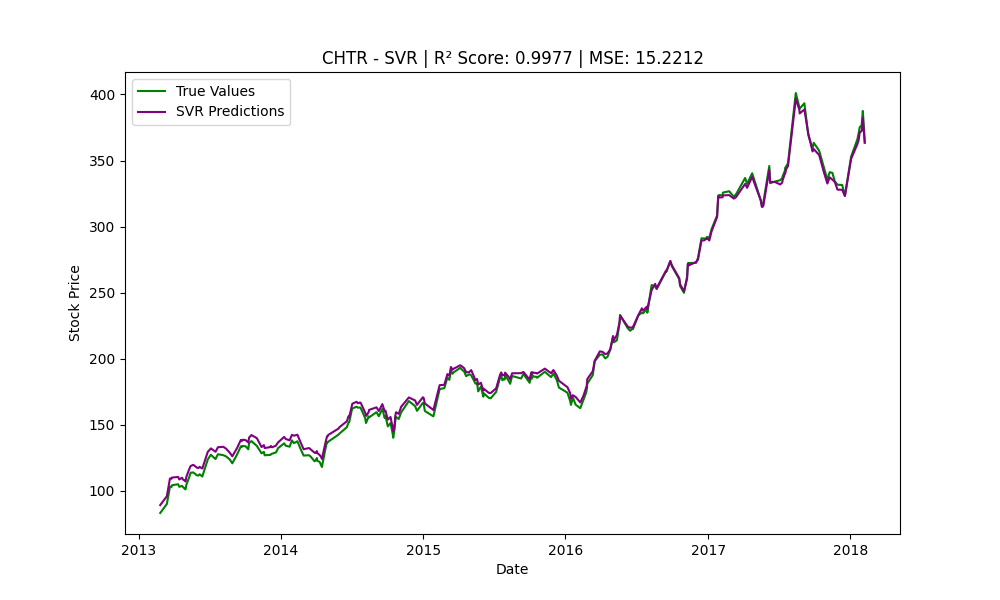 CHTR - SVR | R² Score: 0.9977 | MSE: 15.2212
True Values
SVR Predictions
400
350
300
250
200
150
100
Stock Price
2013 2014 2015 2016 2017 2018
Date